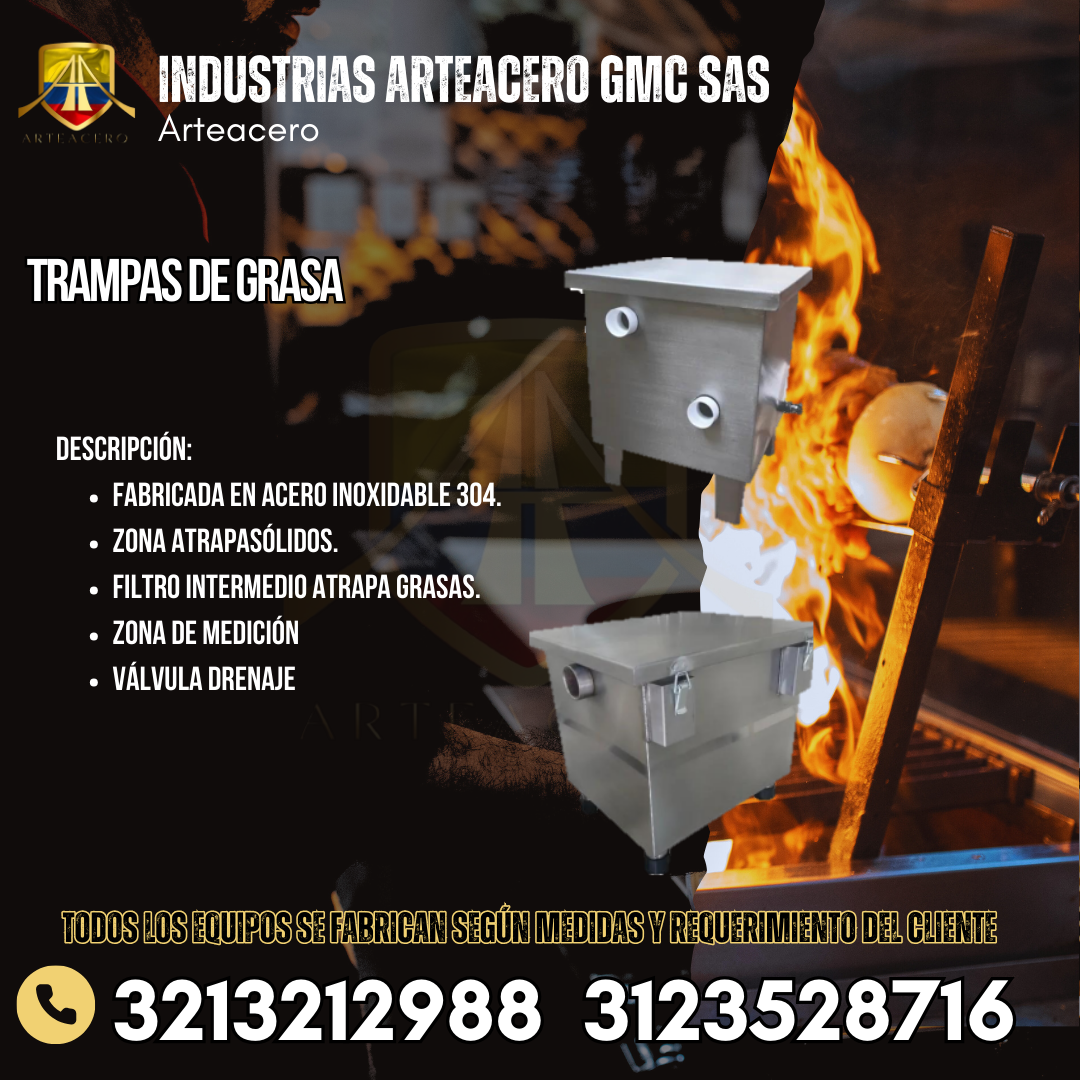 INDUSTRIAS ARTEACERO GMC SAS
Arteacero
ARTEACERO
TRAMPAS DE GRASA
DESCRIPCIÓN:
• FABRICADA EN ACERO INOXIDABLE 304.
• ZONA ATRAPASÓLIDOS.
• FILTRO INTERMEDIO ATRAPA GRASAS.
• ZONA DE MEDICIÓN
• VÁLVULA DRENAJE
TODOS LOS EQUIPOS SE FABRICAN SEGÚN MEDIDAS Y REQUERIMIENTO DEL CLIENTE
3213212988 3123528716